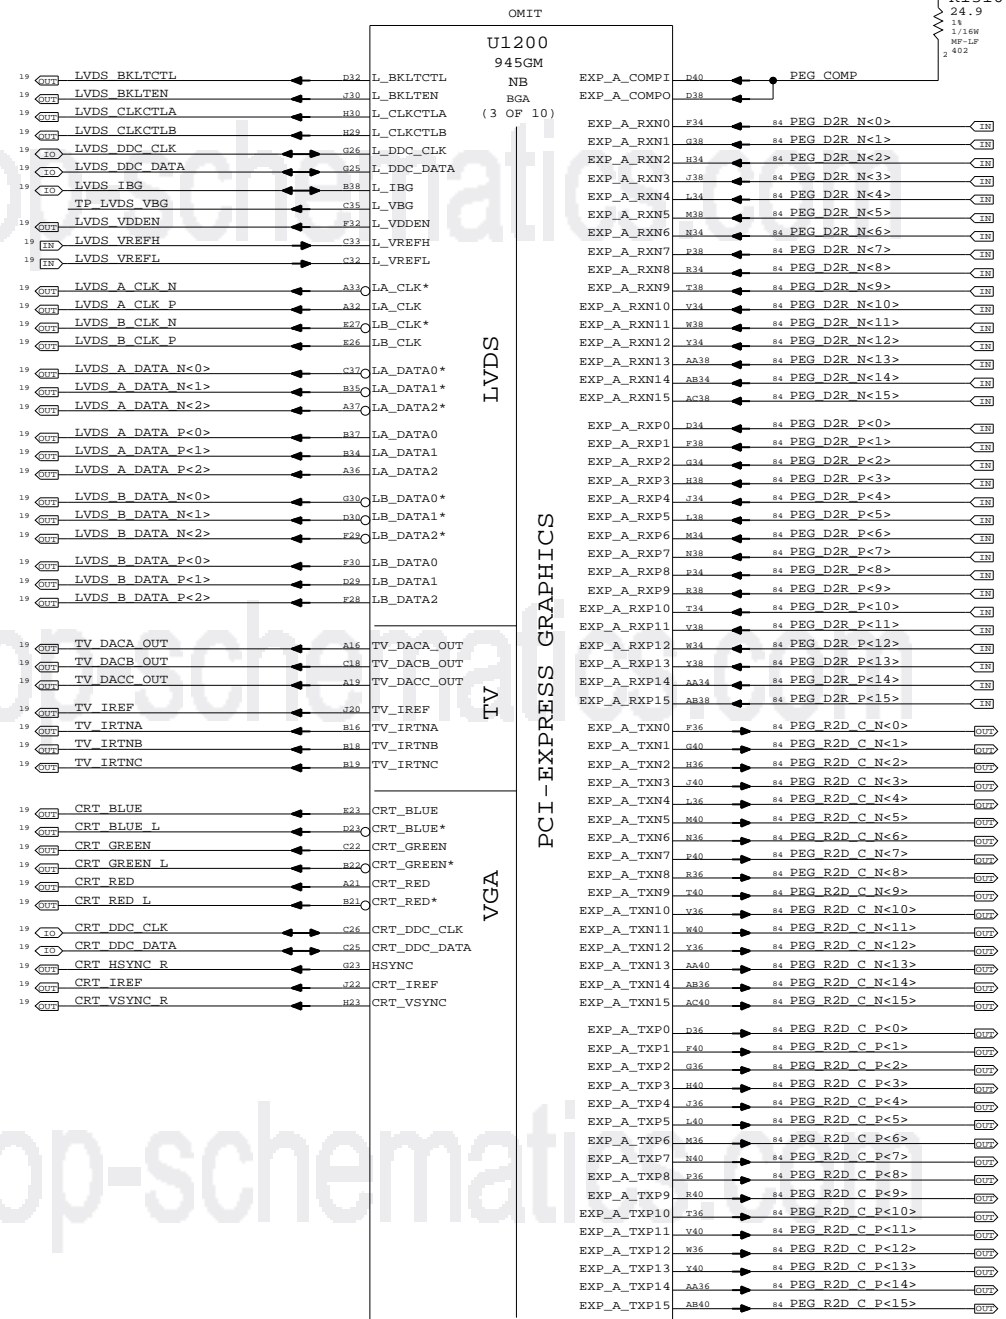 OMIT
U1200
945GM
NB
BGA
(3 OF 10)
24.9
1%
1/16W
MF-LF
402
2
19 OUT LVDS_BKLTCTL D32 L_BKLTCTL
19 OUT LVDS_BKLTEN J30 L_BKLTEN
19 OUT LVDS_CLKCTLA H30 L_CLKCTLA
19 OUT LVDS_CLKCTLB H29 L_CLKCTLB
19 IO LVDS_DDC_CLK G26 L_DDC_CLK
19 IO LVDS_DDC_DATA G25 L_DDC_DATA
19 IO LVDS_IBG B38 L_IBG
TP_LVDS_VBG C35 L_VBG
19 OUT LVDS_VDDEN F32 L_VDDEN
19 IN LVDS_VREFH C33 L_VREFH
19 IN LVDS_VREFL C32 L_VREFL
19 OUT LVDS_A_CLK_N A33 LA_CLK*
19 OUT LVDS_A_CLK_P A32 LA_CLK
19 OUT LVDS_B_CLK_N E27 LB_CLK*
19 OUT LVDS_B_CLK_P E26 LB_CLK
19 OUT LVDS_A_DATA_N<0> C37 LA_DATA0*
19 OUT LVDS_A_DATA_N<1> B35 LA_DATA1*
19 OUT LVDS_A_DATA_N<2> A37 LA_DATA2*
19 OUT LVDS_A_DATA_P<0> B37 LA_DATA0
19 OUT LVDS_A_DATA_P<1> B34 LA_DATA1
19 OUT LVDS_A_DATA_P<2> A36 LA_DATA2
19 OUT LVDS_B_DATA_N<0> G30 LB_DATA0*
19 OUT LVDS_B_DATA_N<1> D30 LB_DATA1*
19 OUT LVDS_B_DATA_N<2> F29 LB_DATA2*
19 OUT LVDS_B_DATA_P<0> F30 LB_DATA0
19 OUT LVDS_B_DATA_P<1> D29 LB_DATA1
19 OUT LVDS_B_DATA_P<2> F28 LB_DATA2
LVDS
19 OUT TV_DACA_OUT A16 TV_DACA_OUT
19 OUT TV_DACB_OUT C18 TV_DACB_OUT
19 OUT TV_DACC_OUT A19 TV_DACC_OUT
19 OUT TV_IREF J20 TV_IREF
19 OUT TV_IRTNA B16 TV_IRTNA
19 OUT TV_IRTNB B18 TV_IRTNB
19 OUT TV_IRTNC B19 TV_IRTNC
TV
19 OUT CRT_BLUE E23 CRT_BLUE
19 OUT CRT_BLUE_L D23 CRT_BLUE*
19 OUT CRT_GREEN C22 CRT_GREEN
19 OUT CRT_GREEN_L B22 CRT_GREEN*
19 OUT CRT_RED A21 CRT_RED
19 OUT CRT_RED_L B21 CRT_RED*
19 IO CRT_DDC_CLK C26 CRT_DDC_CLK
19 IO CRT_DDC_DATA C25 CRT_DDC_DATA
19 OUT CRT_HSYNC_R G23 HSYNC
19 OUT CRT_IREF J22 CRT_IREF
19 OUT CRT_VSYNC_R H23 CRT_VSYNC
VGA
PCI-EXPRESS GRAPHICS
EXP_A_COMPI D40 PEG_COMP
EXP_A_COMPO D38
EXP_A_RXN0 F34 84 PEG_D2R_N<0> IN
EXP_A_RXN1 G38 84 PEG_D2R_N<1> IN
EXP_A_RXN2 H34 84 PEG_D2R_N<2> IN
EXP_A_RXN3 J38 84 PEG_D2R_N<3> IN
EXP_A_RXN4 L34 84 PEG_D2R_N<4> IN
EXP_A_RXN5 M38 84 PEG_D2R_N<5> IN
EXP_A_RXN6 N34 84 PEG_D2R_N<6> IN
EXP_A_RXN7 P38 84 PEG_D2R_N<7> IN
EXP_A_RXN8 R34 84 PEG_D2R_N<8> IN
EXP_A_RXN9 T38 84 PEG_D2R_N<9> IN
EXP_A_RXN10 V34 84 PEG_D2R_N<10> IN
EXP_A_RXN11 W38 84 PEG_D2R_N<11> IN
EXP_A_RXN12 Y34 84 PEG_D2R_N<12> IN
EXP_A_RXN13 AA38 84 PEG_D2R_N<13> IN
EXP_A_RXN14 AB34 84 PEG_D2R_N<14> IN
EXP_A_RXN15 AC38 84 PEG_D2R_N<15> IN
EXP_A_RXP0 D34 84 PEG_D2R_P<0> IN
EXP_A_RXP1 F38 84 PEG_D2R_P<1> IN
EXP_A_RXP2 G34 84 PEG_D2R_P<2> IN
EXP_A_RXP3 H38 84 PEG_D2R_P<3> IN
EXP_A_RXP4 J34 84 PEG_D2R_P<4> IN
EXP_A_RXP5 L38 84 PEG_D2R_P<5> IN
EXP_A_RXP6 M34 84 PEG_D2R_P<6> IN
EXP_A_RXP7 N38 84 PEG_D2R_P<7> IN
EXP_A_RXP8 P34 84 PEG_D2R_P<8> IN
EXP_A_RXP9 R38 84 PEG_D2R_P<9> IN
EXP_A_RXP10 T34 84 PEG_D2R_P<10> IN
EXP_A_RXP11 V38 84 PEG_D2R_P<11> IN
EXP_A_RXP12 W34 84 PEG_D2R_P<12> IN
EXP_A_RXP13 Y38 84 PEG_D2R_P<13> IN
EXP_A_RXP14 AA34 84 PEG_D2R_P<14> IN
EXP_A_RXP15 AB38 84 PEG_D2R_P<15> IN
EXP_A_TXN0 F36 84 PEG_R2D_C_N<0> OUT
EXP_A_TXN1 G40 84 PEG_R2D_C_N<1> OUT
EXP_A_TXN2 H36 84 PEG_R2D_C_N<2> OUT
EXP_A_TXN3 J40 84 PEG_R2D_C_N<3> OUT
EXP_A_TXN4 L36 84 PEG_R2D_C_N<4> OUT
EXP_A_TXN5 M40 84 PEG_R2D_C_N<5> OUT
EXP_A_TXN6 N36 84 PEG_R2D_C_N<6> OUT
EXP_A_TXN7 P40 84 PEG_R2D_C_N<7> OUT
EXP_A_TXN8 R36 84 PEG_R2D_C_N<8> OUT
EXP_A_TXN9 T40 84 PEG_R2D_C_N<9> OUT
EXP_A_TXN10 V36 84 PEG_R2D_C_N<10> OUT
EXP_A_TXN11 W40 84 PEG_R2D_C_N<11> OUT
EXP_A_TXN12 Y36 84 PEG_R2D_C_N<12> OUT
EXP_A_TXN13 AA40 84 PEG_R2D_C_N<13> OUT
EXP_A_TXN14 AB36 84 PEG_R2D_C_N<14> OUT
EXP_A_TXN15 AC40 84 PEG_R2D_C_N<15> OUT
EXP_A_TXP0 D36 84 PEG_R2D_C_P<0> OUT
EXP_A_TXP1 F40 84 PEG_R2D_C_P<1> OUT
EXP_A_TXP2 G36 84 PEG_R2D_C_P<2> OUT
EXP_A_TXP3 H40 84 PEG_R2D_C_P<3> OUT
EXP_A_TXP4 J36 84 PEG_R2D_C_P<4> OUT
EXP_A_TXP5 L40 84 PEG_R2D_C_P<5> OUT
EXP_A_TXP6 M36 84 PEG_R2D_C_P<6> OUT
EXP_A_TXP7 N40 84 PEG_R2D_C_P<7> OUT
EXP_A_TXP8 P36 84 PEG_R2D_C_P<8> OUT
EXP_A_TXP9 R40 84 PEG_R2D_C_P<9> OUT
EXP_A_TXP10 T36 84 PEG_R2D_C_P<10> OUT
EXP_A_TXP11 V40 84 PEG_R2D_C_P<11> OUT
EXP_A_TXP12 W36 84 PEG_R2D_C_P<12> OUT
EXP_A_TXP13 Y40 84 PEG_R2D_C_P<13> OUT
EXP_A_TXP14 AA36 84 PEG_R2D_C_P<14> OUT
EXP_A_TXP15 AB40 84 PEG_R2D_C_P<15> OUT
op-schematics.com
op-schematics.com
op-schematics.com